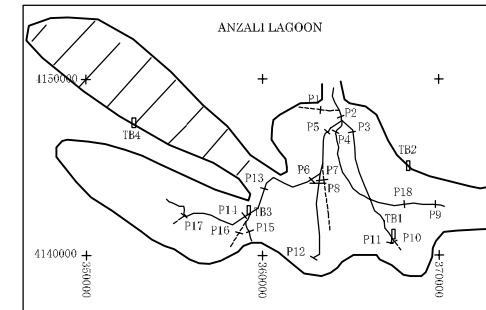 ANZALI LAGOON
4150000
P1
P2
TB4
P5
P4
P3
TB2
P6
P7
P8
P13
P14
TB3
P18
P9
P17
P16
P15
TB1
P11
P10
4140000
P12
350000
360000
370000